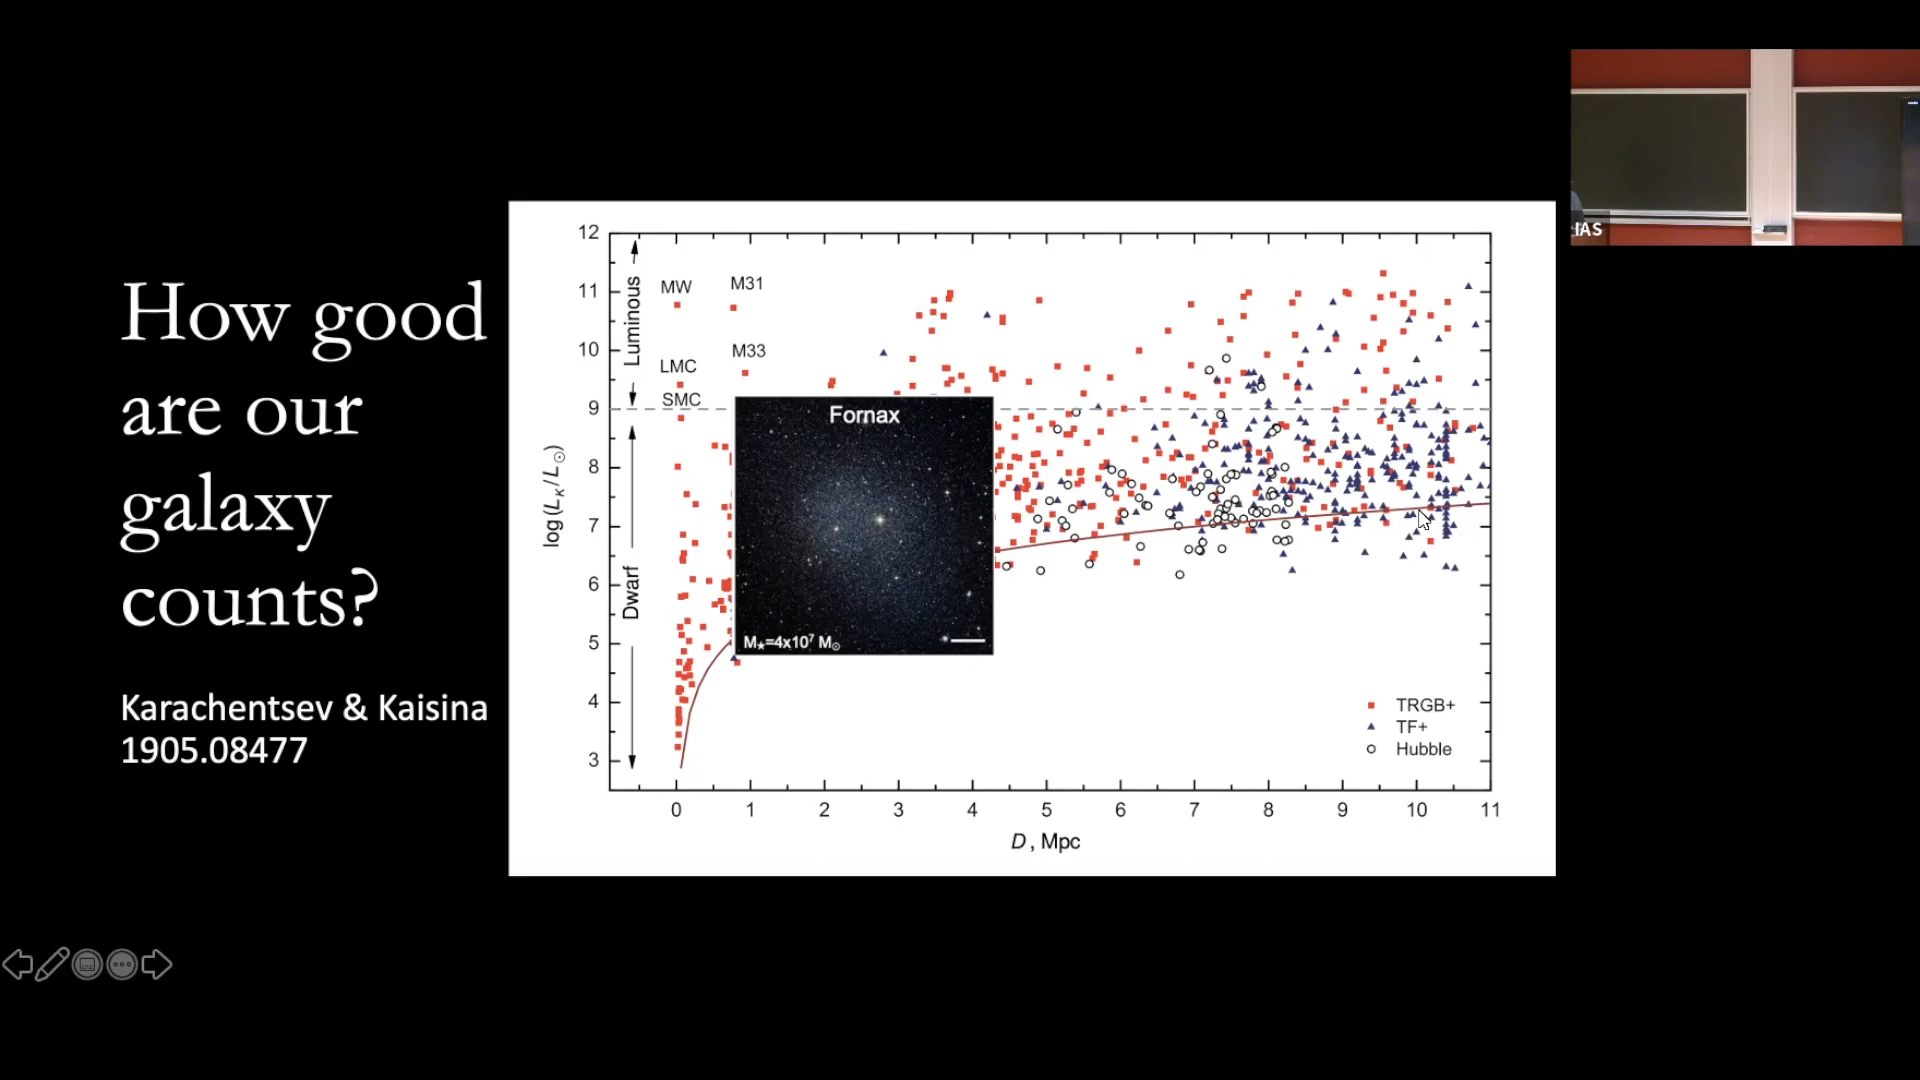 How good
are our
galaxy
counts?
Karachentsev & Kaisina
1905.08477
12
11
10
9
8
7
6
5
4
3
log (L_K / L_⊙)
Luminous
Dwarf
MW
M31
M33
LMC
SMC
Fornax
M★=4x10⁷ M⊙
TRGB+
TF+
Hubble
0 1 2 3 4 5 6 7 8 9 10 11
D , Mpc
IAS